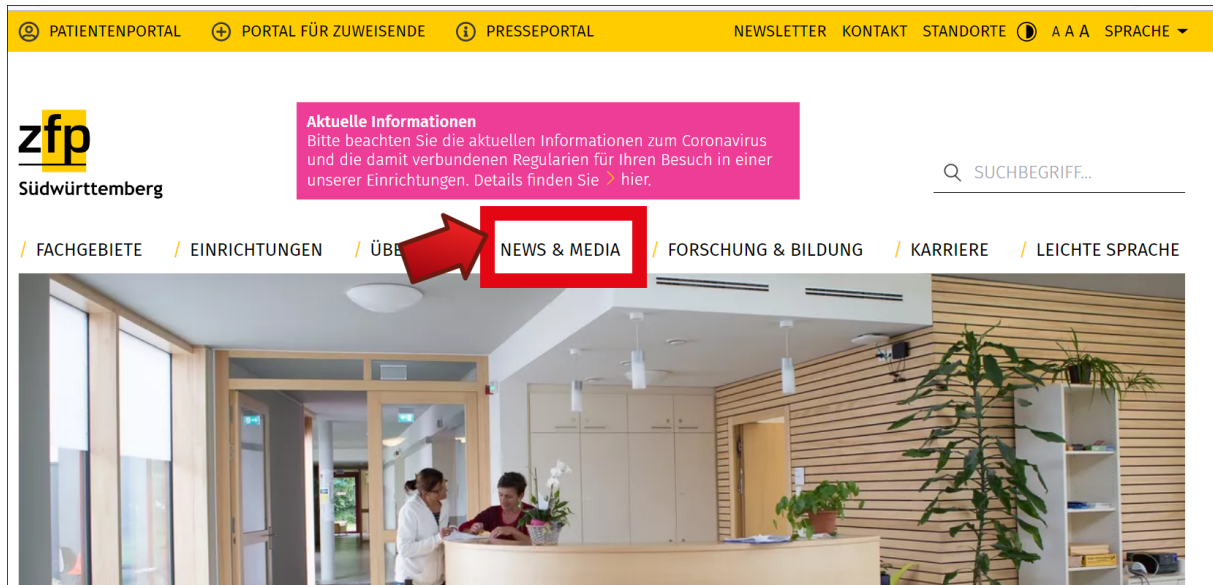 PATIENTENPORTAL PORTAL FÜR ZUWEISENDE PRESSEPORTAL NEWSLETTER KONTAKT STANDORTE A A A SPRACHE
zfp
Südwürttemberg
Aktuelle Informationen
Bitte beachten Sie die aktuellen Informationen zum Coronavirus
und die damit verbundenen Regularien für Ihren Besuch in einer
unserer Einrichtungen. Details finden Sie > hier.
SUCHBEGRIFF...
/ FACHGEBIETE / EINRICHTUNGEN / NEWS & MEDIA / FORSCHUNG & BILDUNG / KARRIERE / LEICHTE SPRACHE